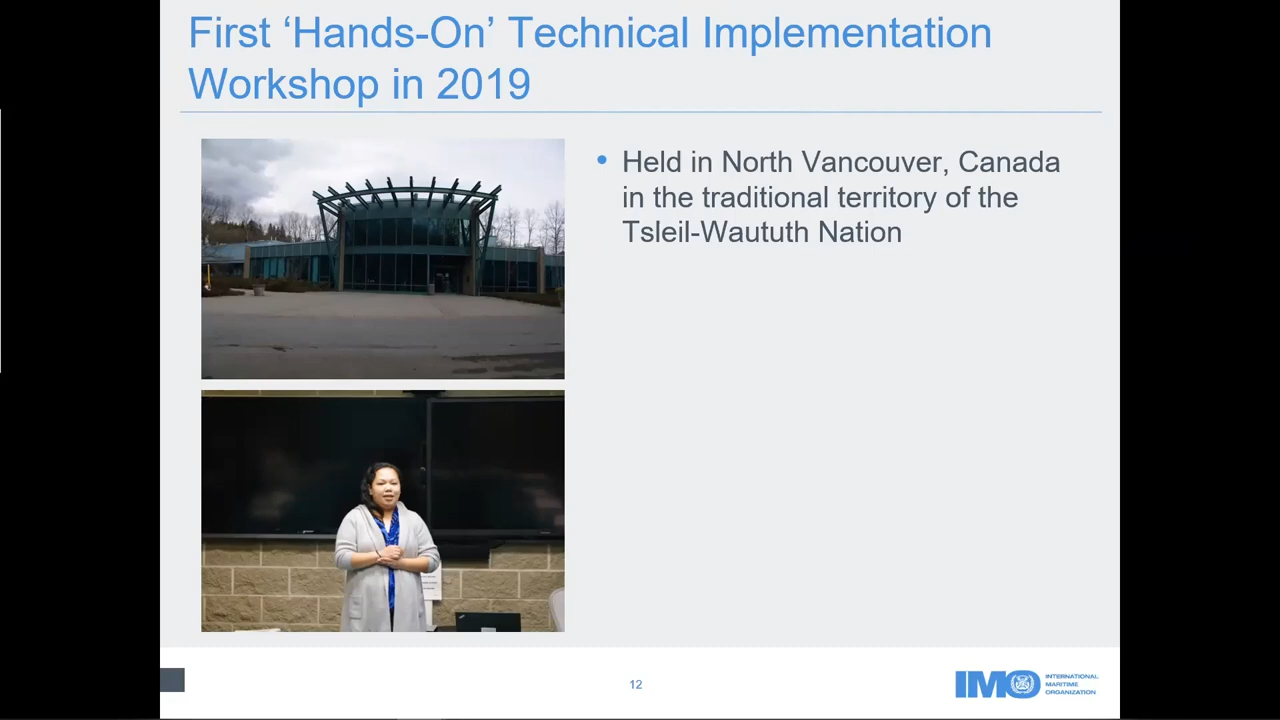 First ‘Hands-On’ Technical Implementation
Workshop in 2019
• Held in North Vancouver, Canada
in the traditional territory of the
Tsleil-Waututh Nation
12
IMO
INTERNATIONAL
MARITIME
ORGANIZATION